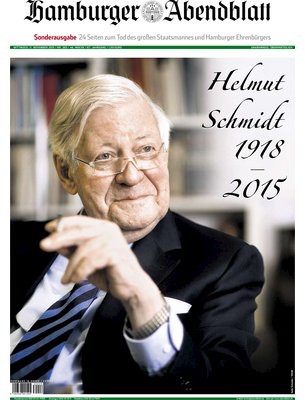 Hamburger Abendblatt
Sonderausgabe 24 Seiten zum Tod des großen Staatsmannes und Hamburger Ehrenbürgers
Helmut
Schmidt
1918
—
2015